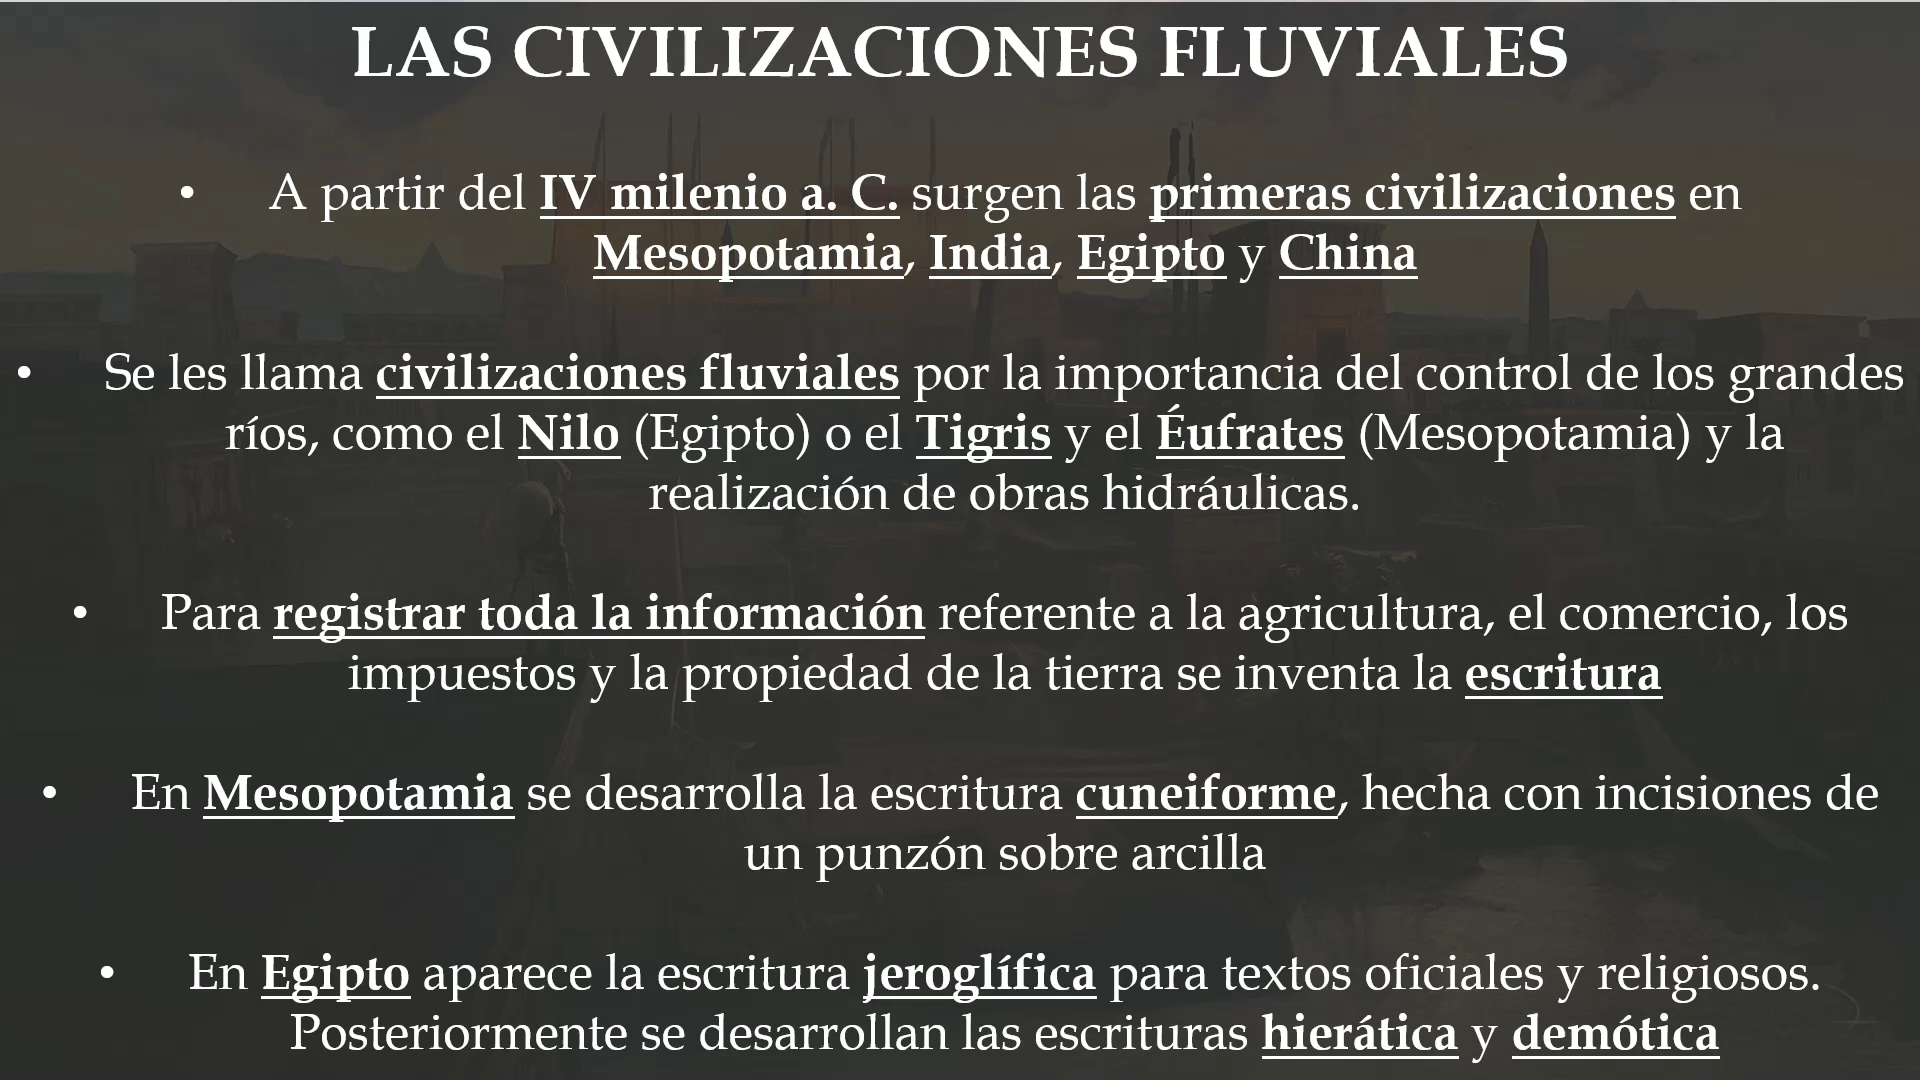 LAS CIVILIZACIONES FLUVIALES
• A partir del IV milenio a. C. surgen las primeras civilizaciones en
Mesopotamia, India, Egipto y China
• Se les llama civilizaciones fluviales por la importancia del control de los grandes
ríos, como el Nilo (Egipto) o el Tigris y el Éufrates (Mesopotamia) y la
realización de obras hidráulicas.
• Para registrar toda la información referente a la agricultura, el comercio, los
impuestos y la propiedad de la tierra se inventa la escritura
• En Mesopotamia se desarrolla la escritura cuneiforme, hecha con incisiones de
un punzón sobre arcilla
• En Egipto aparece la escritura jeroglífica para textos oficiales y religiosos.
Posteriormente se desarrollan las escrituras hierática y demótica